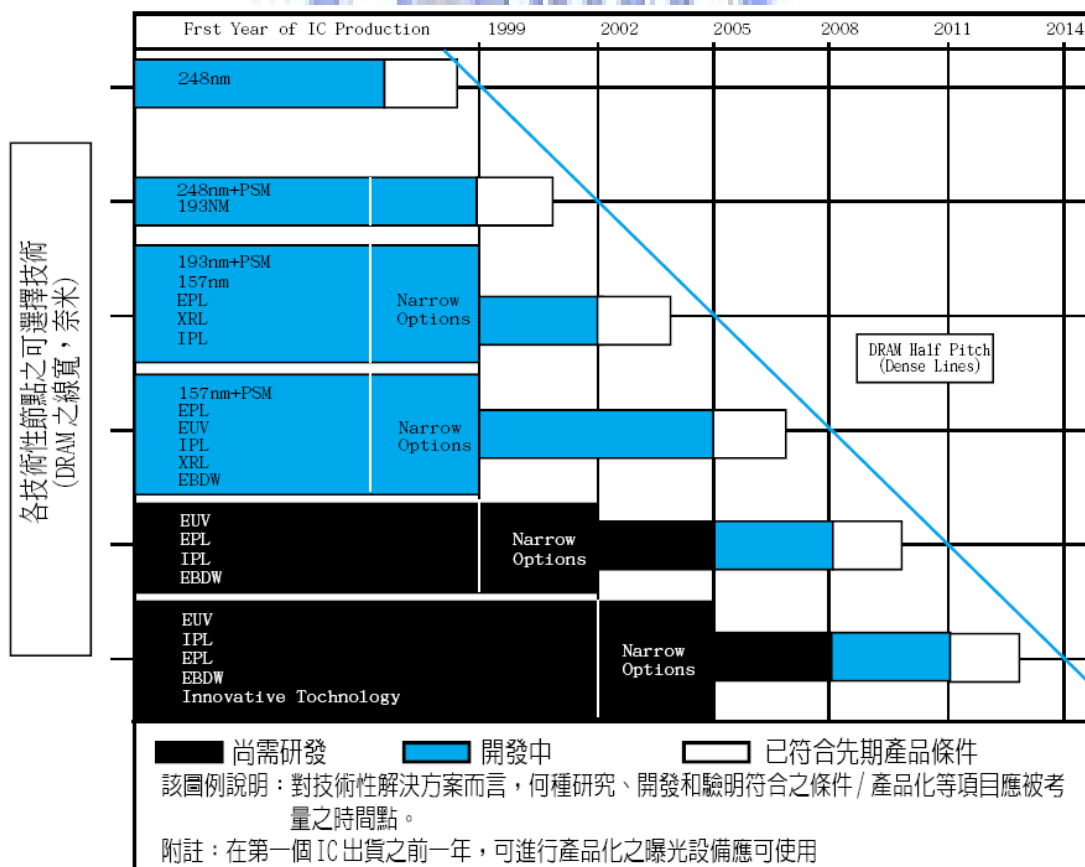 Frst Year of IC Production 1999 2002 2005 2008 2011 2014
各技術性節點之可選擇技術
(DRAM之線寬，奈米)
248nm
248nm+PSM
193NM
193nm+PSM
157nm
EPL
XRL
IPL
Narrow
Options
DRAM Half Pitch
(Dense Lines)
157nm+PSM
EPL
EUV
IPL
XRL
EBDW
Narrow
Options
EUV
EPL
IPL
EBDW
Narrow
Options
EUV
IPL
EPL
EBDW
Innovative Tochnology
Narrow
Options
尚需研發 開發中 已符合先期產品條件
該圖例說明：對技術性解決方案而言，何種研究、開發和驗明符合之條件/產品化等項目應被考
量之時間點。
附註：在第一個IC出貨之前一年，可進行產品化之曝光設備應可使用